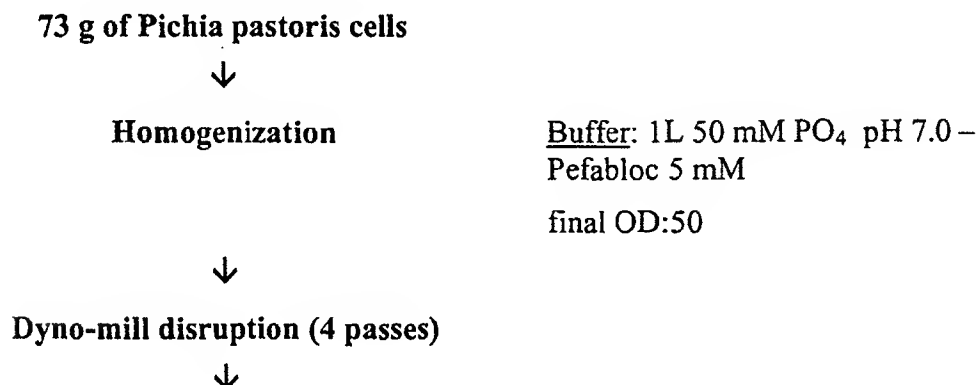 73 g of Pichia pastoris cells
↓
Homogenization
Buffer: 1L 50 mM PO₄ pH 7.0 –
Pefabloc 5 mM
final OD:50
↓
Dyno-mill disruption (4 passes)
↓